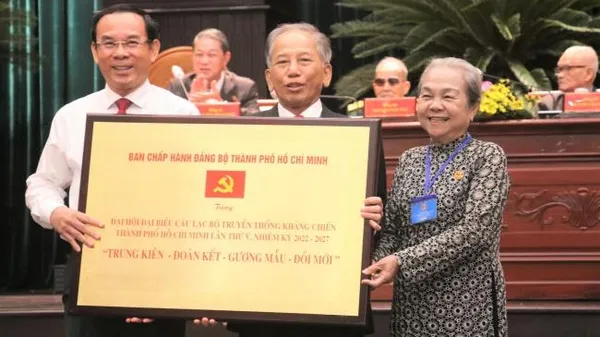 BAN CHẤP HÀNH ĐẢNG BỘ THÀNH PHỐ HỒ CHÍ MINH
Tặng
ĐẠI HỘI ĐẠI BIỂU CÂU LẠC BỘ TRUYỀN THỐNG KHÁNG CHIẾN
THÀNH PHỐ HỒ CHÍ MINH LẦN THỨ V, NHIỆM KỲ 2022 - 2027
"TRUNG KIÊN - ĐOÀN KẾT - GƯƠNG MẪU - ĐỔI MỚI"